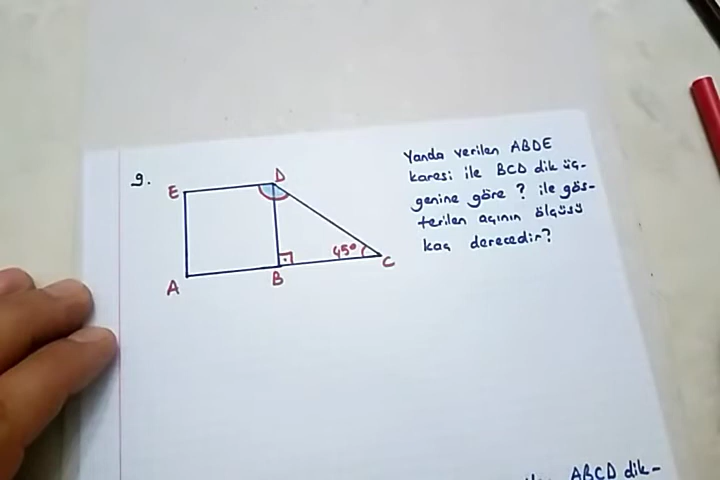 9.
Yanda verilen ABDE
karesi ile BCD dik üç-
genine göre ? ile gös-
terilen açının ölçüsü
kaç derecedir?
E
D
45°
C
A
B
ABCD dik-